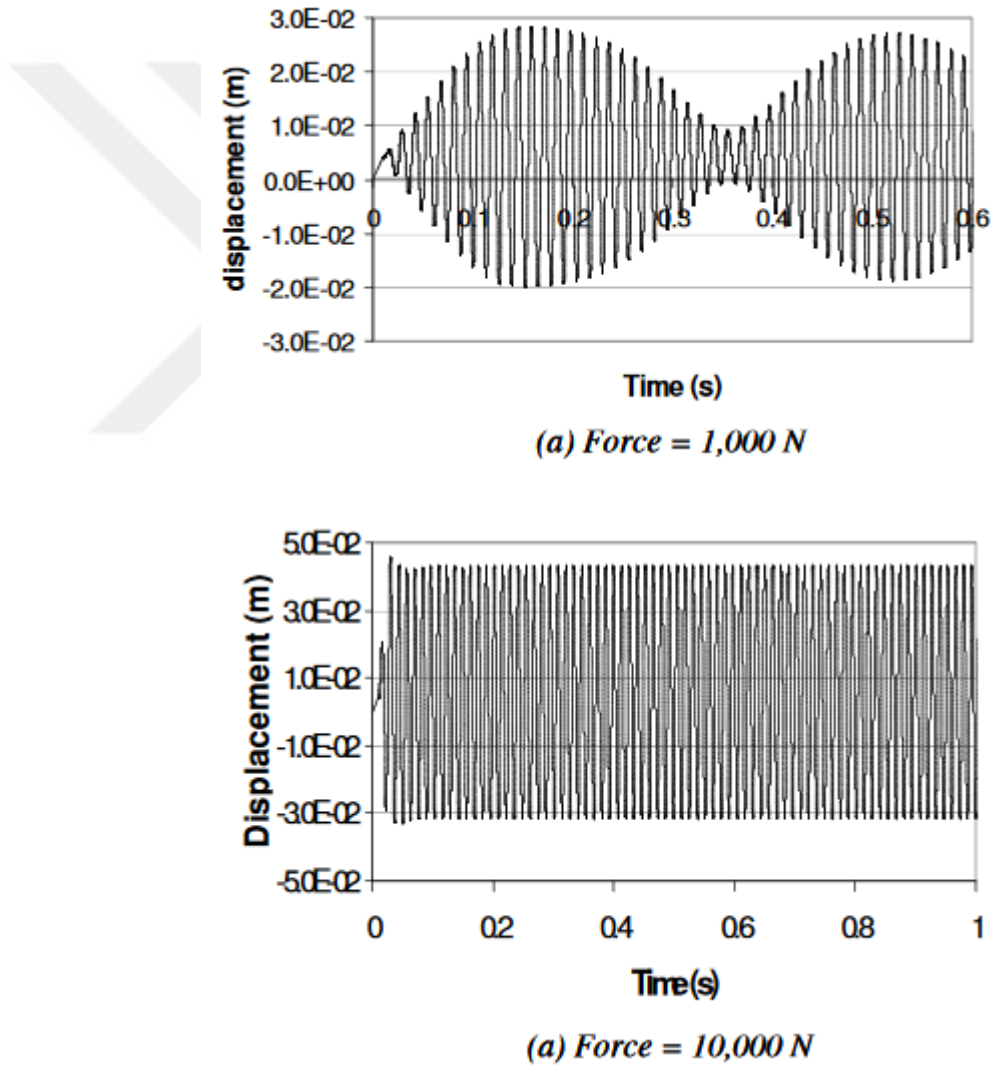 3.0E-02
2.0E-02
1.0E-02
0.0E+00
-1.0E-02
-2.0E-02
-3.0E-02
displacement (m)
0 0.1 0.2 0.3 0.4 0.5 0.6
Time (s)
(a) Force = 1,000 N
5.0E-02
3.0E-02
1.0E-02
-1.0E-02
-3.0E-02
-5.0E-02
Displacement (m)
0 0.2 0.4 0.6 0.8 1
Time(s)
(a) Force = 10,000 N